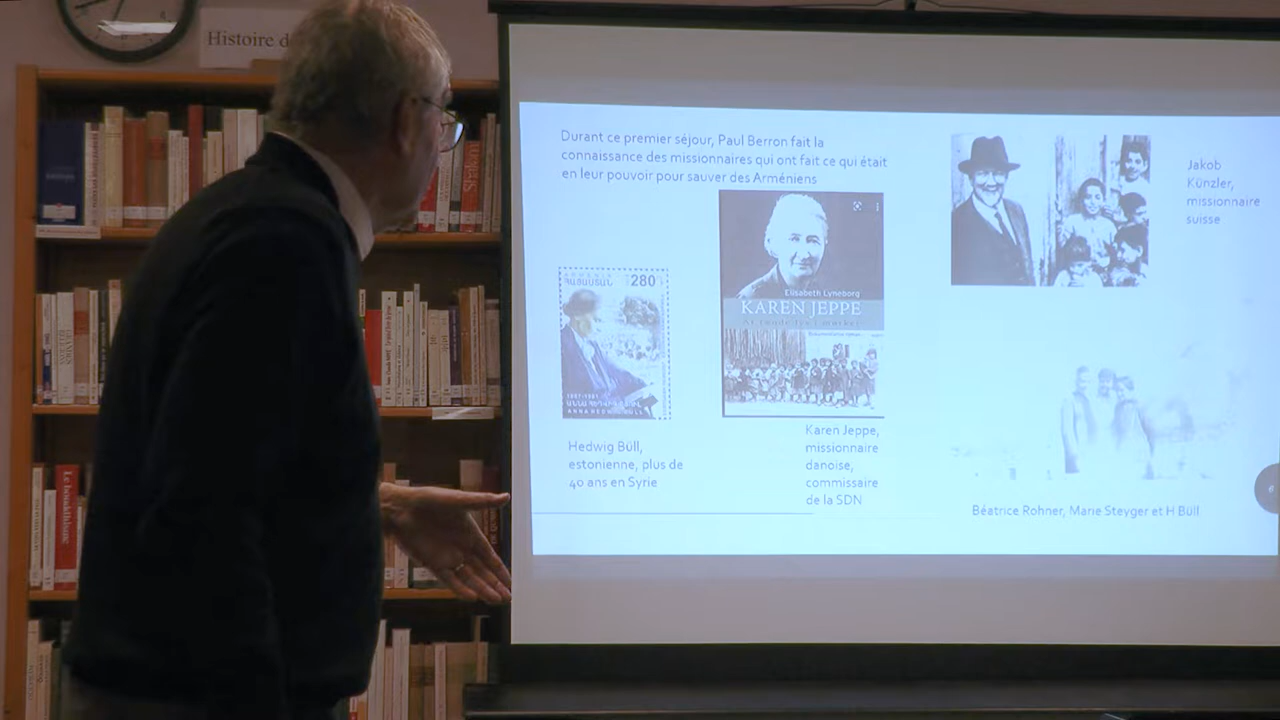 Histoire d
Durant ce premier séjour, Paul Berron fait la
connaissance des missionnaires qui ont fait ce qui était
en leur pouvoir pour sauver des Arméniens
Jakob
Künzler,
missionnaire
suisse
280
Elisabeth Lyneborg
KAREN JEPPE
Hedwig Büll,
estonienne, plus de
40 ans en Syrie
Karen Jeppe,
missionnaire
danoise,
commissaire
de la SDN
Béatrice Rohner, Marie Steyger et H Büll
Le bouddhisme